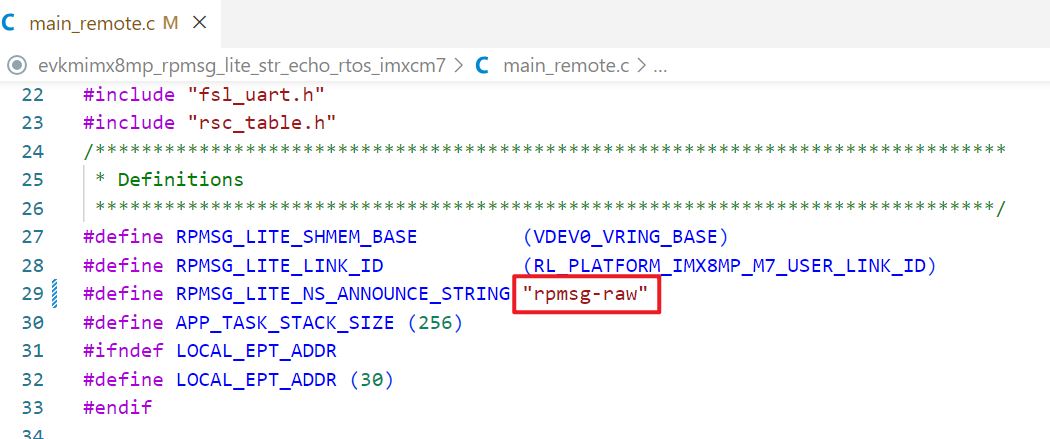 main_remote.c M
evkmimx8mp_rpmsg_lite_str_echo_rtos_imxcm7 > C main_remote.c > ...
22 #include "fsl_uart.h"
23 #include "rsc_table.h"
24 /*******************************************************************************
25 * Definitions
26 ******************************************************************************/
27 #define RPMSG_LITE_SHMEM_BASE (VDEV0_VRING_BASE)
28 #define RPMSG_LITE_LINK_ID (RL_PLATFORM_IMX8MP_M7_USER_LINK_ID)
29 #define RPMSG_LITE_NS_ANNOUNCE_STRING "rpmsg-raw"
30 #define APP_TASK_STACK_SIZE (256)
31 #ifndef LOCAL_EPT_ADDR
32 #define LOCAL_EPT_ADDR (30)
33 #endif
34